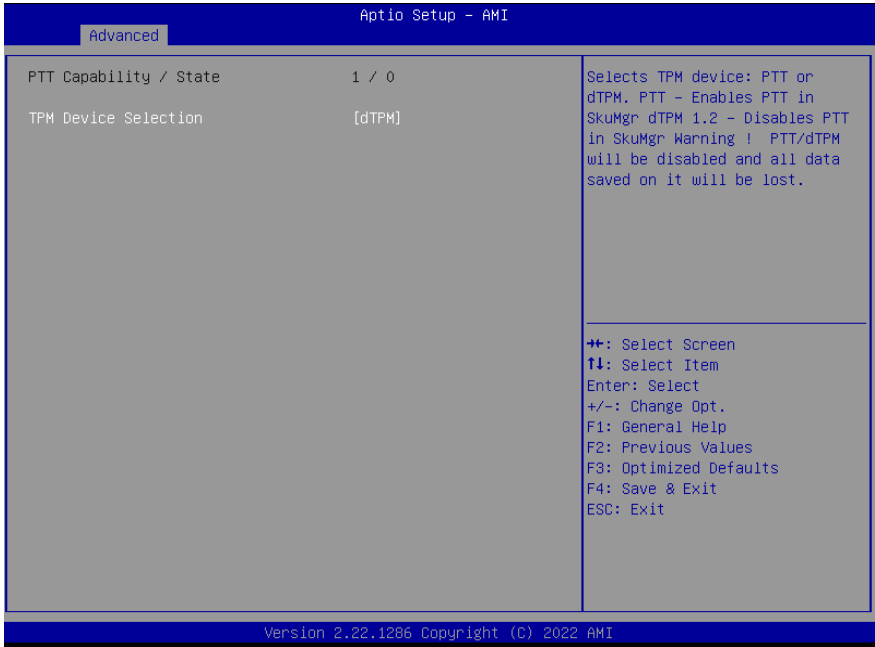 Aptio Setup - AMI
Advanced
PTT Capability / State 1 / 0
TPM Device Selection [dTPM]
Selects TPM device: PTT or
dTPM. PTT - Enables PTT in
SkuMgr dTPM 1.2 - Disables PTT
in SkuMgr Warning ! PTT/dTPM
will be disabled and all data
saved on it will be lost.
→←: Select Screen
↑↓: Select Item
Enter: Select
+/-: Change Opt.
F1: General Help
F2: Previous Values
F3: Optimized Defaults
F4: Save & Exit
ESC: Exit
Version 2.22.1286 Copyright (C) 2022 AMI